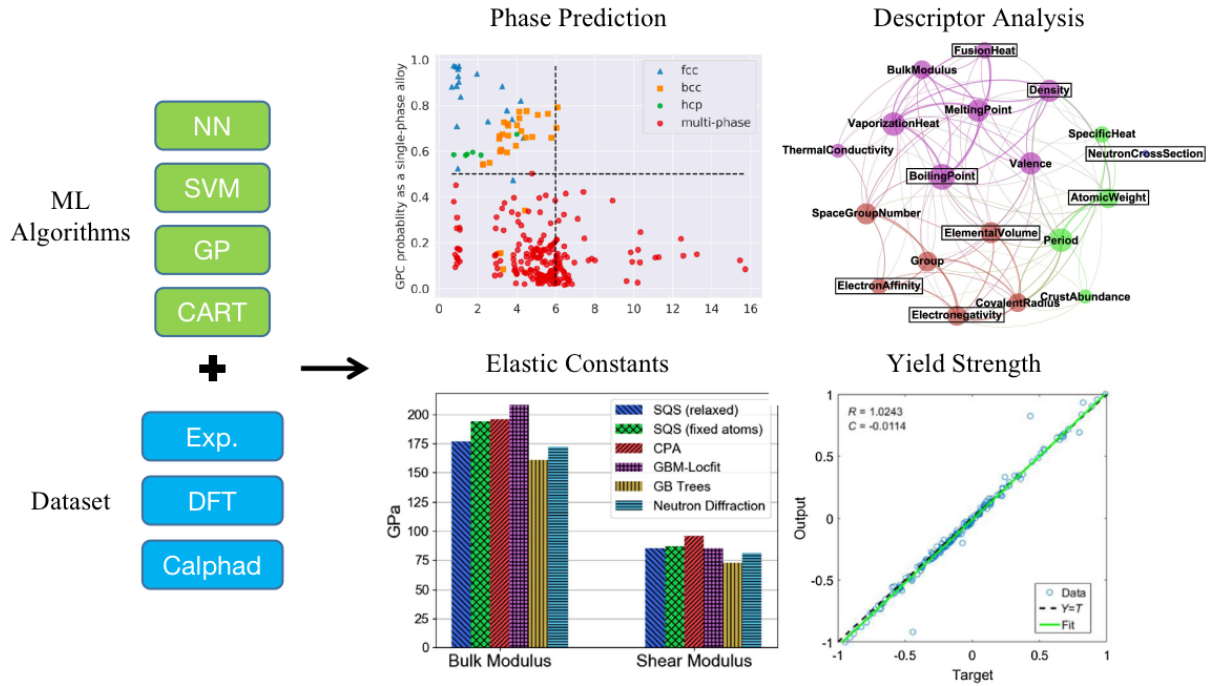 ML
Algorithms
NN
SVM
GP
CART
Dataset
Exp.
DFT
Calphad
Phase Prediction
GPC probablity as a single-phase alloy
1.0
0.8
0.6
0.4
0.2
0.0
0 2 4 6 8 10 12 14 16
fcc
bcc
hcp
multi-phase
Descriptor Analysis
FusionHeat
BulkModulus
Density
MeltingPoint
VaporizationHeat
SpecificHeat
ThermalConductivity
NeutronCrossSection
Valence
BoilingPoint
AtomicWeight
SpaceGroupNumber
ElementalVolume
Period
Group
ElectronAffinity
CrustAbundance
CovalentRadius
Electronegativity
Elastic Constants
GPa
200
175
150
125
100
75
50
25
0
Bulk Modulus Shear Modulus
SQS (relaxed)
SQS (fixed atoms)
CPA
GBM-Locfit
GB Trees
Neutron Diffraction
Yield Strength
R = 1.0243
C = -0.0114
Output
1
0.5
0
-0.5
-1
-1 -0.5 0 0.5 1
Target
Data
Y=T
Fit